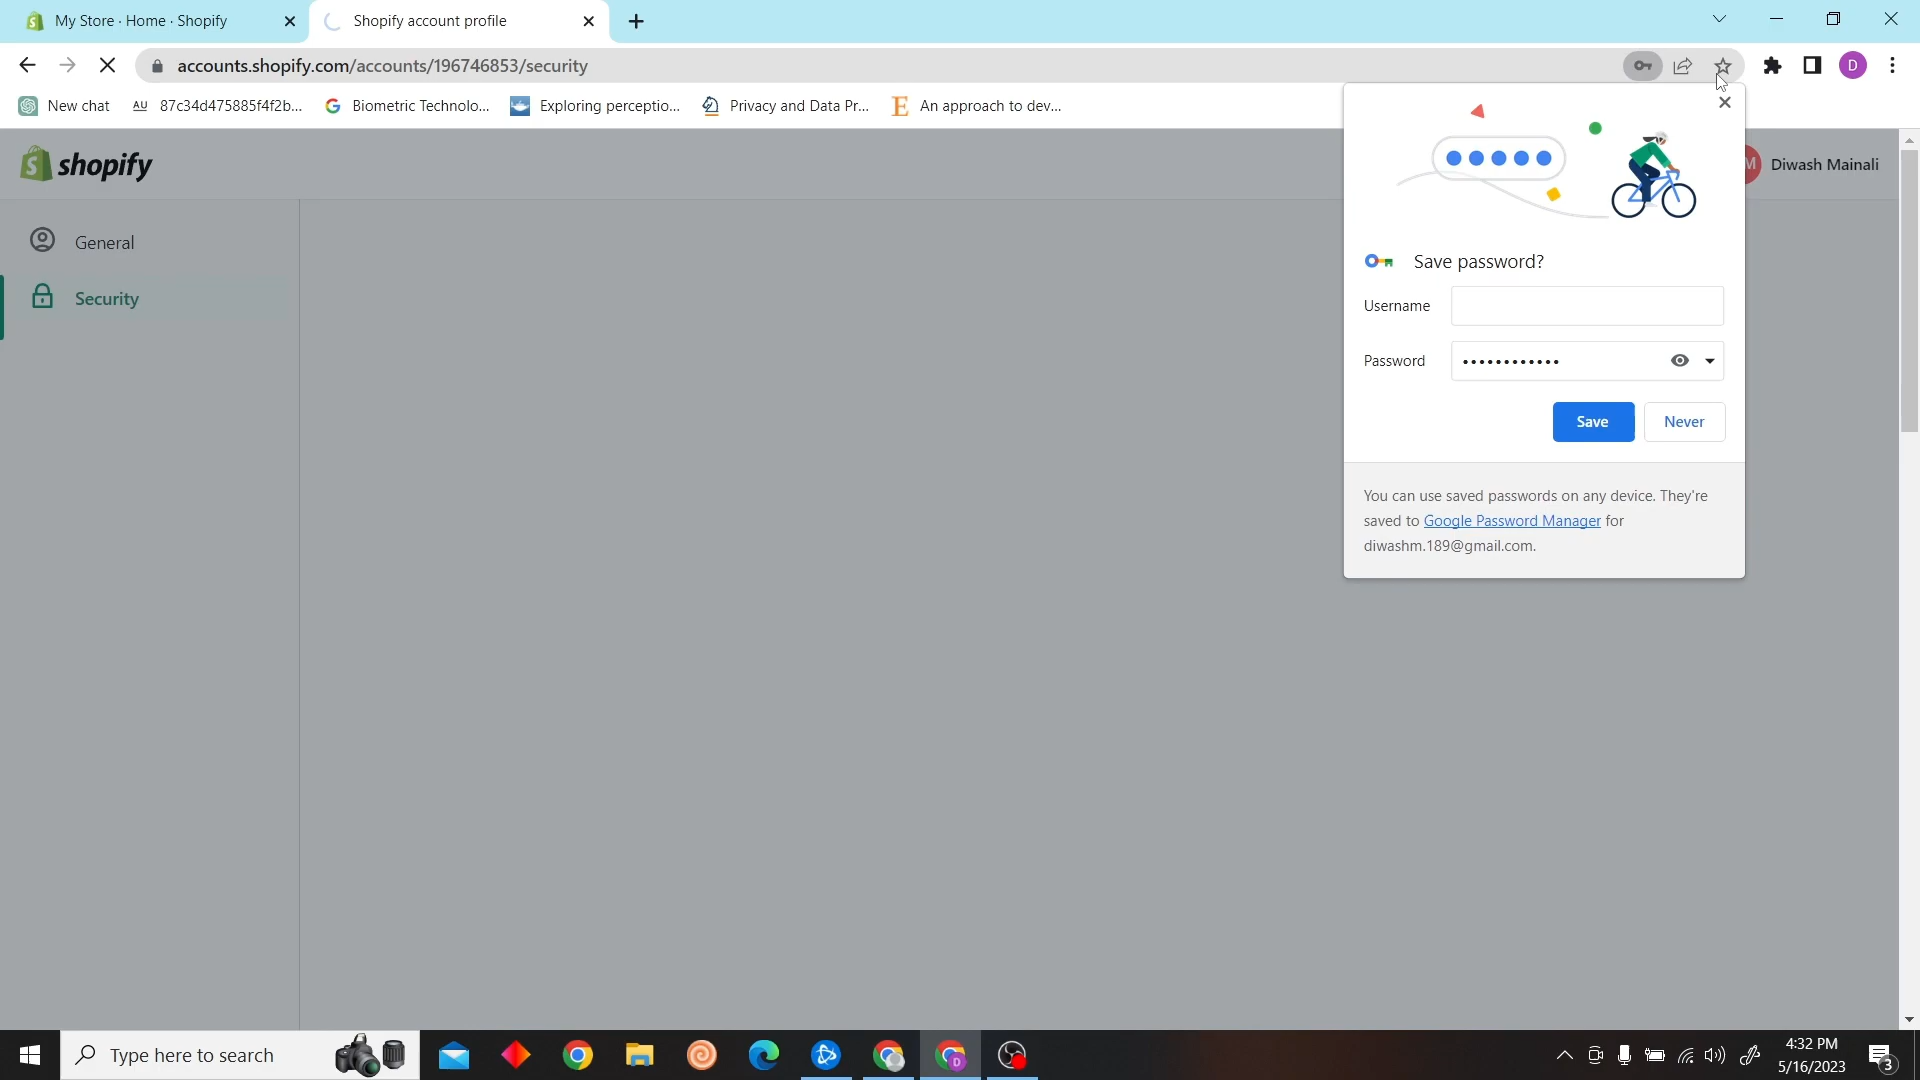 My Store · Home · Shopify
Shopify account profile
accounts.shopify.com/accounts/196746853/security
D
New chat
AU 87c34d475885f4f2b...
G Biometric Technolo...
Exploring perceptio...
Privacy and Data Pr...
E An approach to dev...
shopify
M Diwash Mainali
General
Security
Save password?
Username
Password ••••••••••••
Save
Never
You can use saved passwords on any device. They're
saved to Google Password Manager for
diwashm.189@gmail.com.
Type here to search
D
4:32 PM
5/16/2023
3